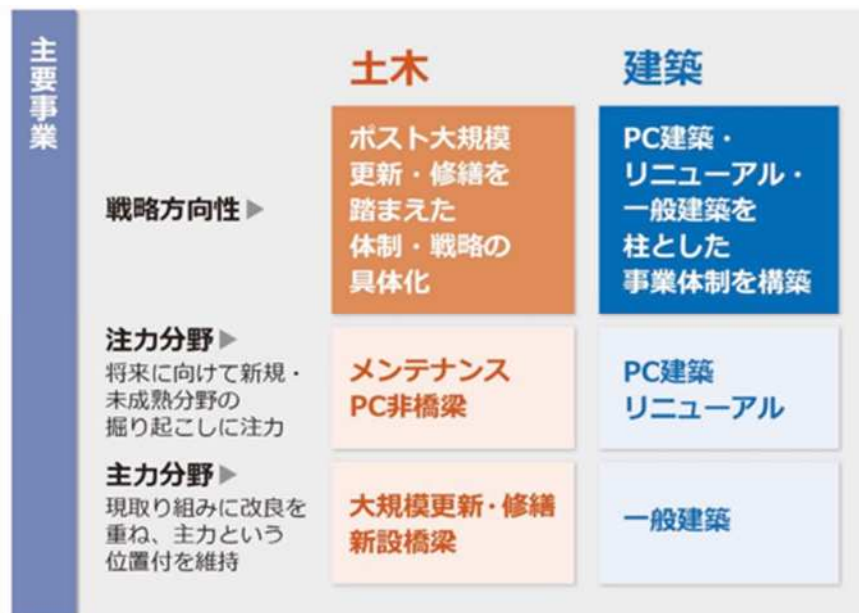 主要事業
土木
建築
戦略方向性▶
ポスト大規模
更新・修繕を
踏まえた
体制・戦略の
具体化
PC建築・
リニューアル・
一般建築を
柱とした
事業体制を構築
注力分野▶
将来に向けて新規・
未成熟分野の
掘り起こしに注力
メンテナンス
PC非橋梁
PC建築
リニューアル
主力分野▶
現取り組みに改良を
重ね、主力という
位置付を維持
大規模更新・修繕
新設橋梁
一般建築